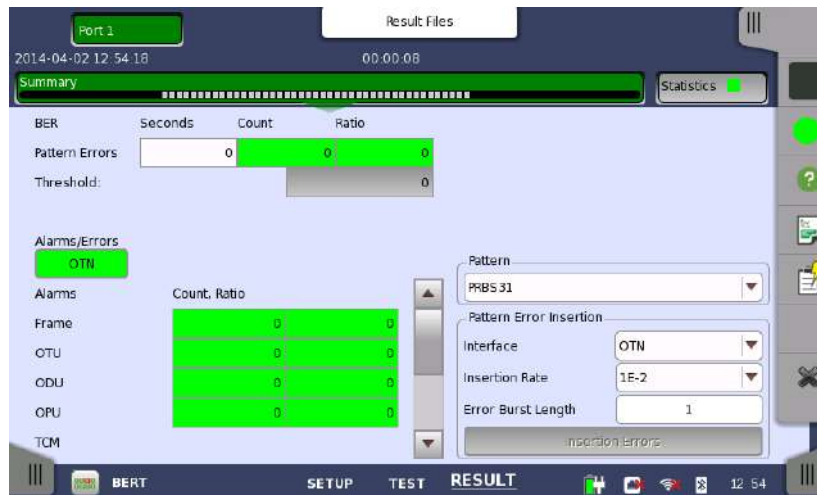 Port 1
Result Files
2014-04-02 12:54:18
00:00:08
Summary
Statistics
BER Seconds Count Ratio
Pattern Errors 0 0 0
Threshold: 0
Alarms/Errors
OTN
Alarms Count, Ratio
Frame 0 0
OTU 0 0
ODU 0 0
OPU 0 0
TCM
Pattern
PRBS 31
Pattern Error Insertion
Interface OTN
Insertion Rate 1E-2
Error Burst Length 1
Insertion Errors
BERT SETUP TEST RESULT 12 54